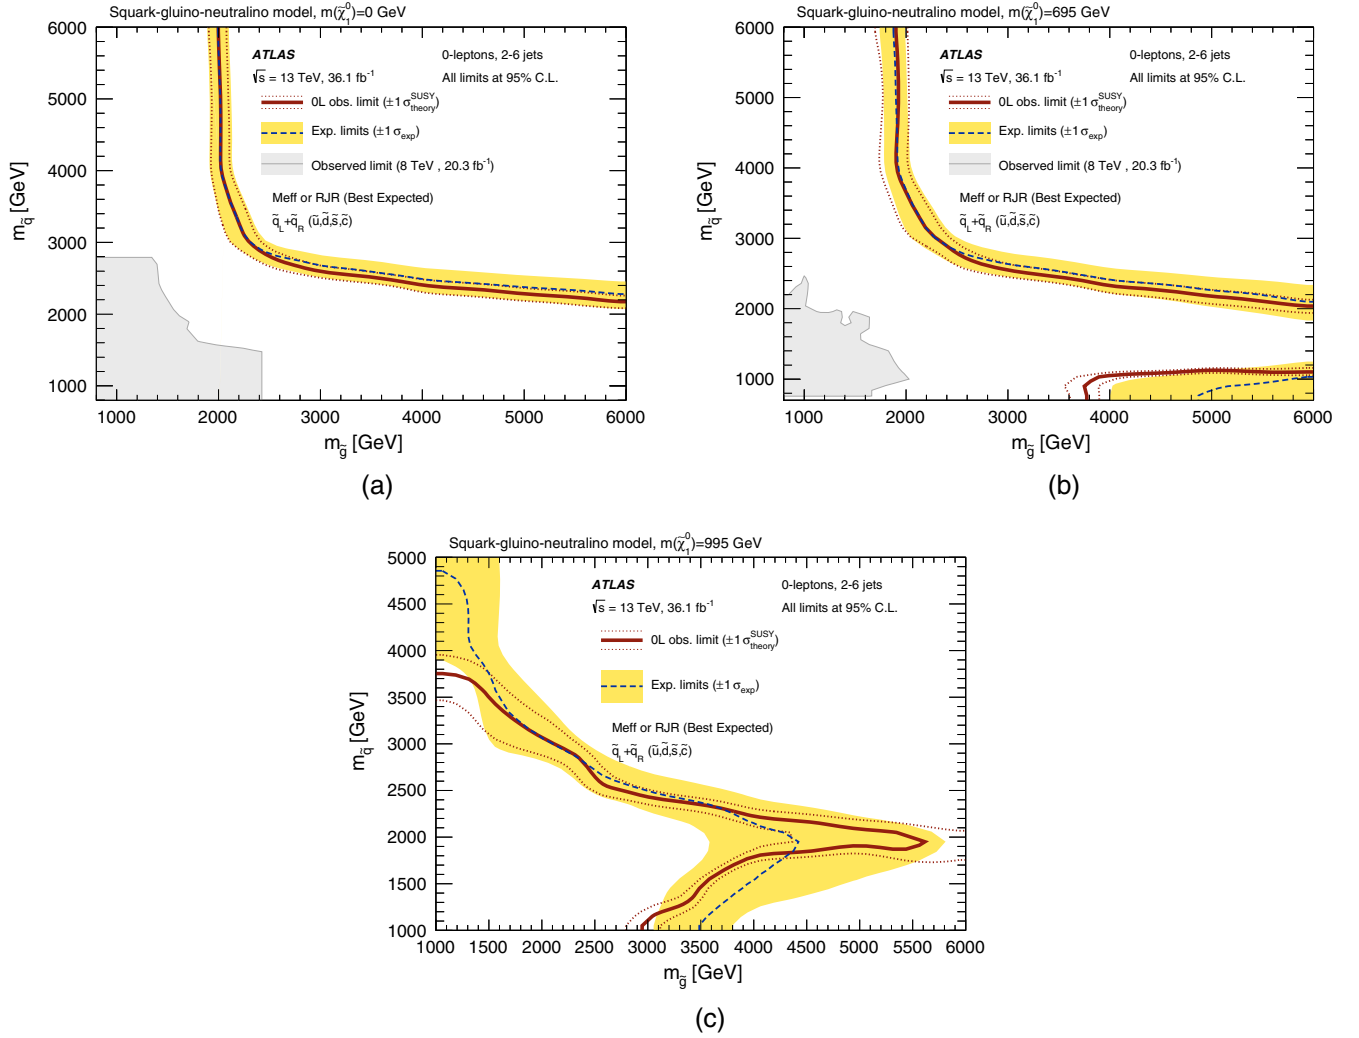 Squark-gluino-neutralino model, m(χ̃⁰₁)=0 GeV
ATLAS
0-leptons, 2-6 jets
√s = 13 TeV, 36.1 fb⁻¹
All limits at 95% C.L.
0L obs. limit (±1 σ^SUSY_theory)
Exp. limits (±1 σ_exp)
Observed limit (8 TeV , 20.3 fb⁻¹)
Meff or RJR (Best Expected)
q̃_L+q̃_R (ũ,d̃,s̃,c̃)
6000
5000
4000
3000
2000
1000
m_q̃ [GeV]
1000 2000 3000 4000 5000 6000
m_g̃ [GeV]
(a)
Squark-gluino-neutralino model, m(χ̃⁰₁)=695 GeV
ATLAS
0-leptons, 2-6 jets
√s = 13 TeV, 36.1 fb⁻¹
All limits at 95% C.L.
0L obs. limit (±1 σ^SUSY_theory)
Exp. limits (±1 σ_exp)
Observed limit (8 TeV , 20.3 fb⁻¹)
Meff or RJR (Best Expected)
q̃_L+q̃_R (ũ,d̃,s̃,c̃)
6000
5000
4000
3000
2000
1000
m_q̃ [GeV]
1000 2000 3000 4000 5000 6000
m_g̃ [GeV]
(b)
Squark-gluino-neutralino model, m(χ̃⁰₁)=995 GeV
ATLAS
0-leptons, 2-6 jets
√s = 13 TeV, 36.1 fb⁻¹
All limits at 95% C.L.
0L obs. limit (±1 σ^SUSY_theory)
Exp. limits (±1 σ_exp)
Meff or RJR (Best Expected)
q̃_L+q̃_R (ũ,d̃,s̃,c̃)
5000
4500
4000
3500
3000
2500
2000
1500
1000
m_q̃ [GeV]
1000 1500 2000 2500 3000 3500 4000 4500 5000 5500 6000
m_g̃ [GeV]
(c)